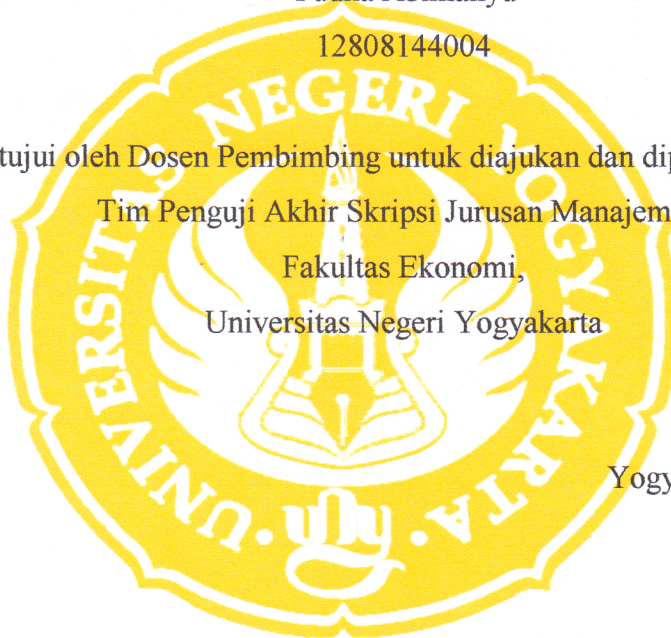 12808144004
tujui oleh Dosen Pembimbing untuk diajukan dan dip
Tim Penguji Akhir Skripsi Jurusan Manajem
Fakultas Ekonomi,
Universitas Negeri Yogyakarta
Yogy
UNIVERSITAS NEGERI YOGYAKARTA
uny